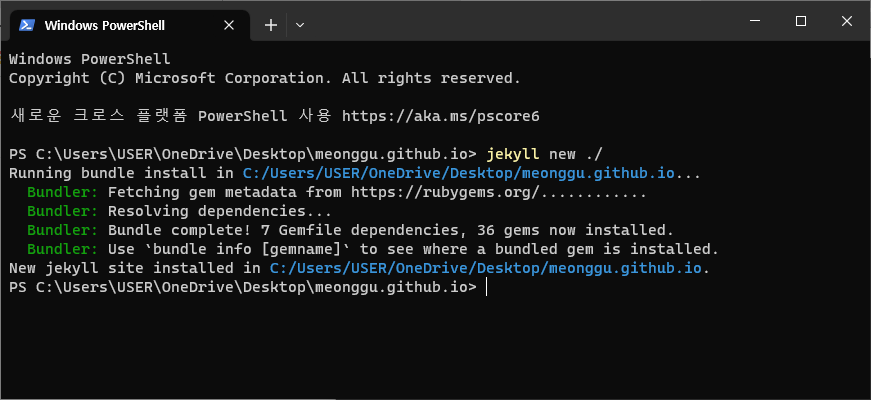 Windows PowerShell
Windows PowerShell
Copyright (C) Microsoft Corporation. All rights reserved.
새로운 크로스 플랫폼 PowerShell 사용 https://aka.ms/pscore6
PS C:\Users\USER\OneDrive\Desktop\meonggu.github.io> jekyll new ./
Running bundle install in C:/Users/USER/OneDrive/Desktop/meonggu.github.io...
Bundler: Fetching gem metadata from https://rubygems.org/............
Bundler: Resolving dependencies...
Bundler: Bundle complete! 7 Gemfile dependencies, 36 gems now installed.
Bundler: Use `bundle info [gemname]` to see where a bundled gem is installed.
New jekyll site installed in C:/Users/USER/OneDrive/Desktop/meonggu.github.io.
PS C:\Users\USER\OneDrive\Desktop\meonggu.github.io>